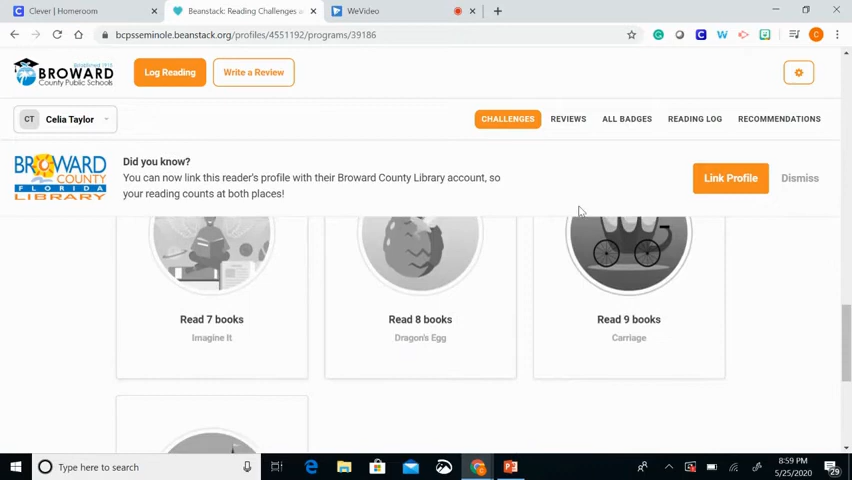 Clever | Homeroom
Beanstack: Reading Challenges a
WeVideo
bcpsseminole.beanstack.org/profiles/4551192/programs/39186
BROWARD
County Public Schools
Log Reading
Write a Review
CT Celia Taylor
CHALLENGES
REVIEWS
ALL BADGES
READING LOG
RECOMMENDATIONS
BROWARD
COUNTY
FLORIDA
LIBRARY
Did you know?
You can now link this reader's profile with their Broward County Library account, so
your reading counts at both places!
Link Profile
Dismiss
Read 7 books
Imagine It
Read 8 books
Dragon's Egg
Read 9 books
Carriage
Type here to search
8:59 PM
5/25/2020
29